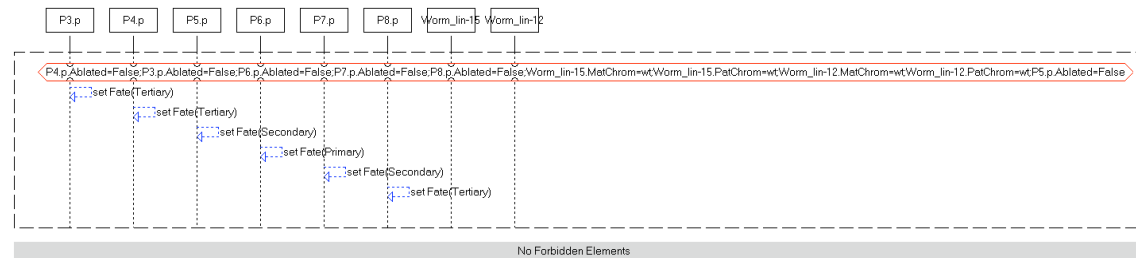 P3.p P4.p P5.p P6.p P7.p P8.p Worm_lin-15 Worm_lin-12
P4.p.Ablated=False;P3.p.Ablated=False;P6.p.Ablated=False;P7.p.Ablated=False;P8.p.Ablated=False;Worm_lin-15.MatChrom=wt;Worm_lin-15.PatChrom=wt;Worm_lin-12.MatChrom=wt;Worm_lin-12.PatChrom=wt;P5.p.Ablated=False
set Fate(Tertiary)
set Fate(Tertiary)
set Fate(Secondary)
set Fate(Primary)
set Fate(Secondary)
set Fate(Tertiary)
No Forbidden Elements